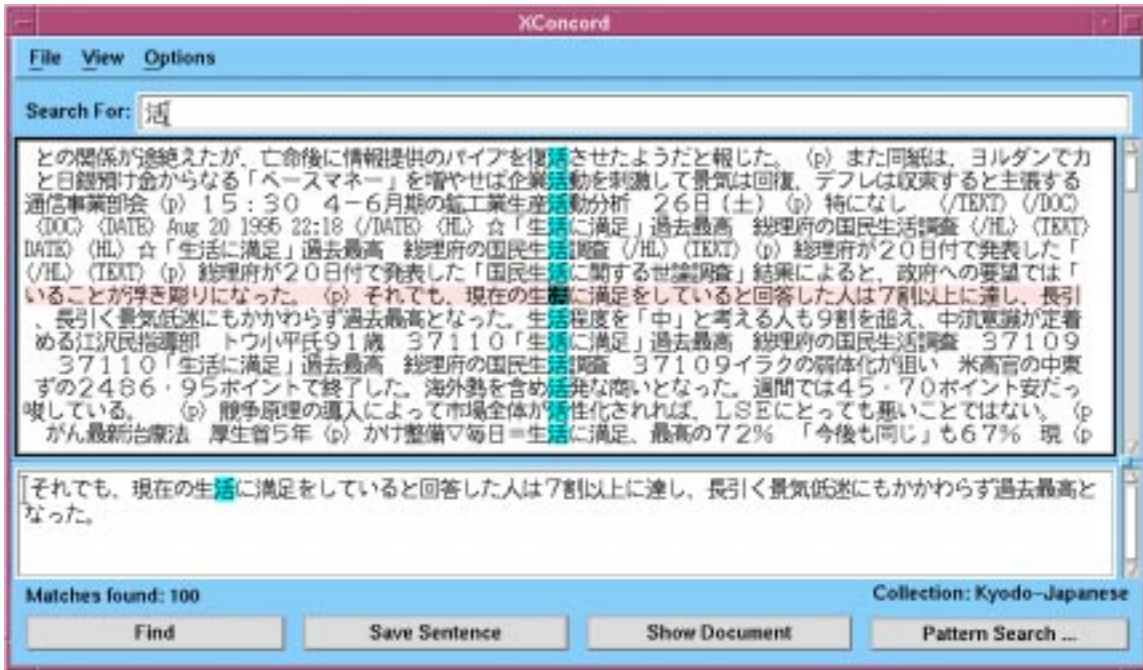 XConcord
File View Options
Search For: 活
との関係が途絶えたが、亡命後に情報提供のパイプを復活させたようだと報じた。 〈p〉 また同紙は、ヨルダンでカ
と日銀預け金からなる「ベースマネー」を増やせば企業活動を刺激して景気は回復、デフレは収束すると主張する
通信事業部会 〈p〉 15:30 4-6月期の鉱工業生産活動分析 26日(土) 〈p〉 特になし 〈/TEXT〉 〈/DOC〉
〈DOC〉 〈DATE〉 Aug 20 1995 22:18 〈/DATE〉 〈HL〉 ☆「生活に満足」過去最高 総理府の国民生活調査 〈/HL〉 〈TEXT〉
DATE〉 〈HL〉 ☆「生活に満足」過去最高 総理府の国民生活調査 〈/HL〉 〈TEXT〉 〈p〉 総理府が20日付で発表した「
〈/HL〉 〈TEXT〉 〈p〉 総理府が20日付で発表した「国民生活に関する世論調査」結果によると、政府への要望では「
いることが浮き彫りになった。 〈p〉 それでも、現在の生活に満足をしていると回答した人は7割以上に達し、長引
、長引く景気低迷にもかかわらず過去最高となった。生活程度を「中」と考える人も9割を超え、中流意識が定着
める江沢民指導部 トウ小平氏91歳 37110「生活に満足」過去最高 総理府の国民生活調査 37109
37110「生活に満足」過去最高 総理府の国民生活調査 37109イラクの弱体化が狙い 米高官の中東
ずの2486・95ポイントで終了した。海外勢を含め活発な商いとなった。週間では45・70ポイント安だっ
唆している。 〈p〉 競争原理の導入によって市場全体が活性化されれば、LSEにとっても悪いことではない。 〈p
がん最新治療法 厚生省5年 〈p〉 かけ整備▽毎日=生活に満足、最高の72% 「今後も同じ」も67% 現 〈p
それでも、現在の生活に満足をしていると回答した人は7割以上に達し、長引く景気低迷にもかかわらず過去最高と
なった。
Matches found: 100
Collection: Kyodo-Japanese
Find Save Sentence Show Document Pattern Search ...